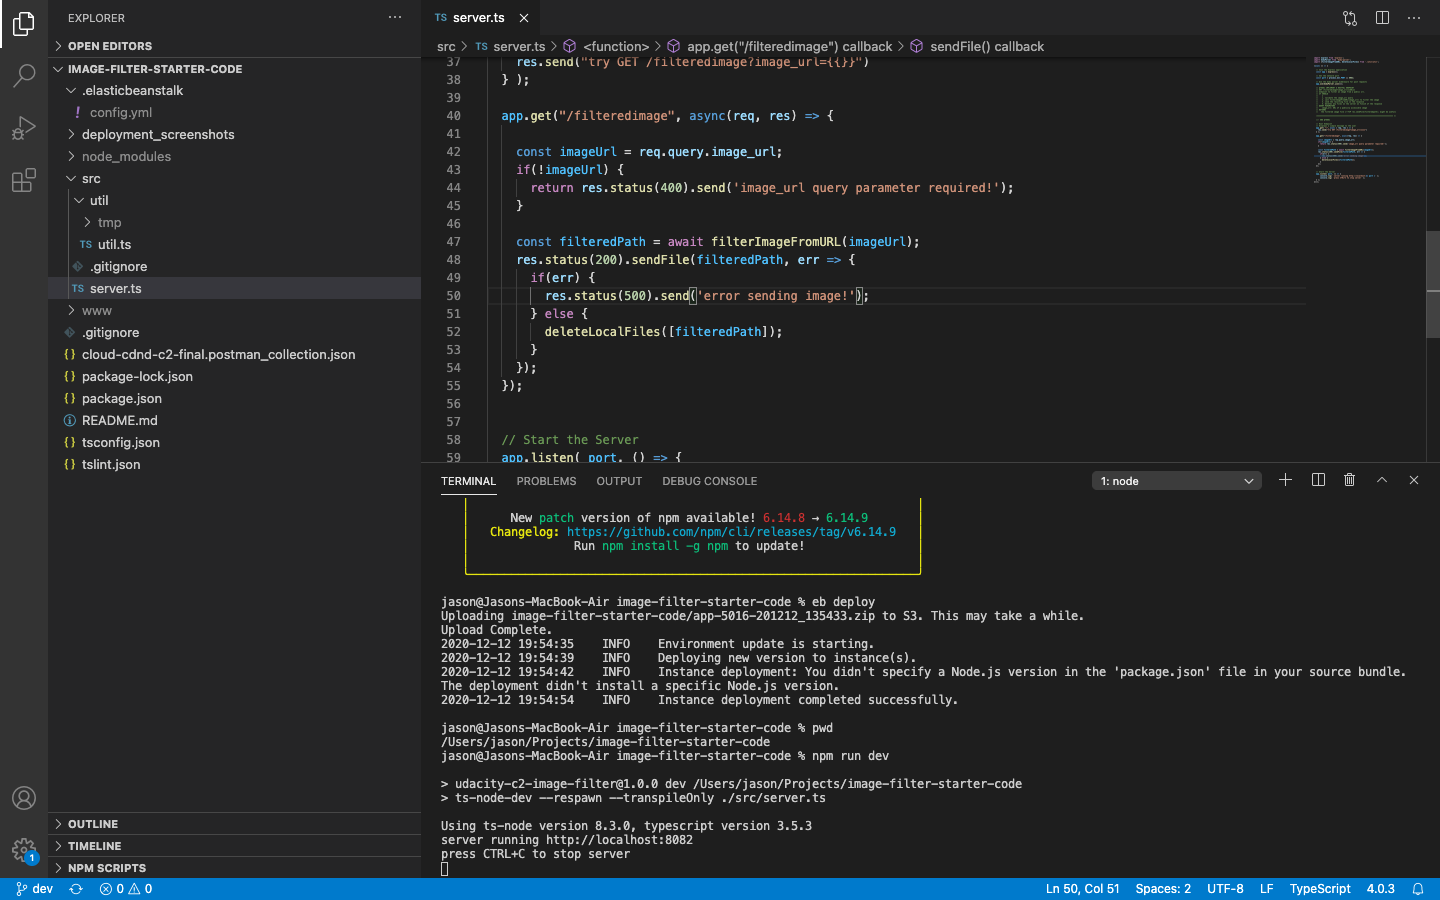 EXPLORER
OPEN EDITORS
IMAGE-FILTER-STARTER-CODE
.elasticbeanstalk
! config.yml
deployment_screenshots
node_modules
src
util
tmp
TS util.ts
.gitignore
TS server.ts
www
.gitignore
{} cloud-cdnd-c2-final.postman_collection.json
{} package-lock.json
{} package.json
README.md
{} tsconfig.json
{} tslint.json
OUTLINE
TIMELINE
NPM SCRIPTS
TS server.ts
src > TS server.ts > <function> > app.get("/filteredimage") callback > sendFile() callback
37 res.send("try GET /filteredimage?image_url={{}}")
38 } );
39
40 app.get("/filteredimage", async(req, res) => {
41
42 const imageUrl = req.query.image_url;
43 if(!imageUrl) {
44 return res.status(400).send('image_url query parameter required!');
45 }
46
47 const filteredPath = await filterImageFromURL(imageUrl);
48 res.status(200).sendFile(filteredPath, err => {
49 if(err) {
50 res.status(500).send('error sending image!');
51 } else {
52 deleteLocalFiles([filteredPath]);
53 }
54 });
55 });
56
57
58 // Start the Server
59 app.listen( port, () => {
TERMINAL PROBLEMS OUTPUT DEBUG CONSOLE
1: node
New patch version of npm available! 6.14.8 → 6.14.9
Changelog: https://github.com/npm/cli/releases/tag/v6.14.9
Run npm install -g npm to update!
jason@Jasons-MacBook-Air image-filter-starter-code % eb deploy
Uploading image-filter-starter-code/app-5016-201212_135433.zip to S3. This may take a while.
Upload Complete.
2020-12-12 19:54:35 INFO Environment update is starting.
2020-12-12 19:54:39 INFO Deploying new version to instance(s).
2020-12-12 19:54:42 INFO Instance deployment: You didn't specify a Node.js version in the 'package.json' file in your source bundle.
The deployment didn't install a specific Node.js version.
2020-12-12 19:54:54 INFO Instance deployment completed successfully.
jason@Jasons-MacBook-Air image-filter-starter-code % pwd
/Users/jason/Projects/image-filter-starter-code
jason@Jasons-MacBook-Air image-filter-starter-code % npm run dev
> udacity-c2-image-filter@1.0.0 dev /Users/jason/Projects/image-filter-starter-code
> ts-node-dev --respawn --transpileOnly ./src/server.ts
Using ts-node version 8.3.0, typescript version 3.5.3
server running http://localhost:8082
press CTRL+C to stop server
1
dev 0 0 Ln 50, Col 51 Spaces: 2 UTF-8 LF TypeScript 4.0.3